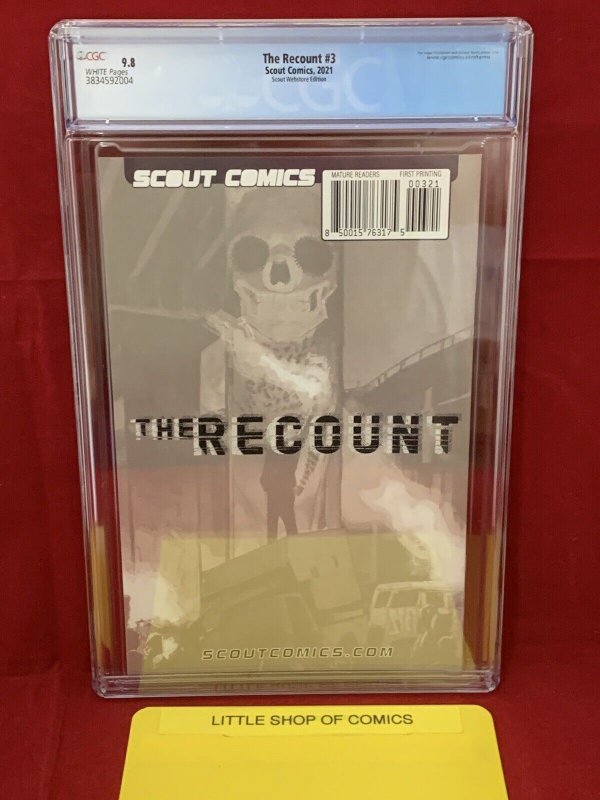 CGC
9.8
WHITE Pages
3834592004
The Recount #3
Scout Comics, 2021
Scout Webstore Edition
SCOUT COMICS
MATURE READERS FIRST PRINTING
00321
8 50015 76317 5
THE RECOUNT
SCOUTCOMICS.COM
LITTLE SHOP OF COMICS